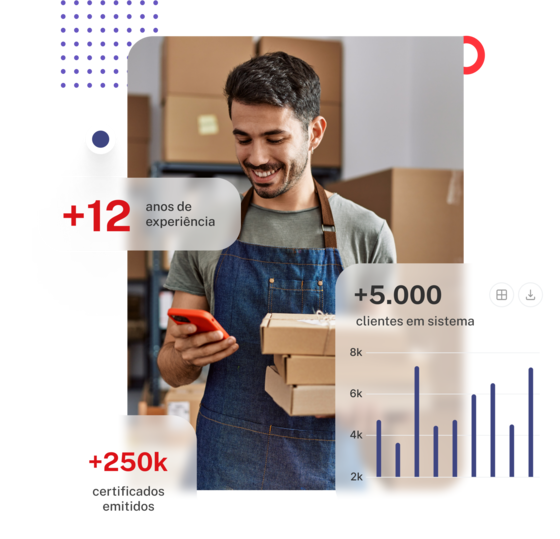 +12
anos de
experiência
+5.000
clientes em sistema
8k
6k
4k
2k
+250k
certificados
emitidos